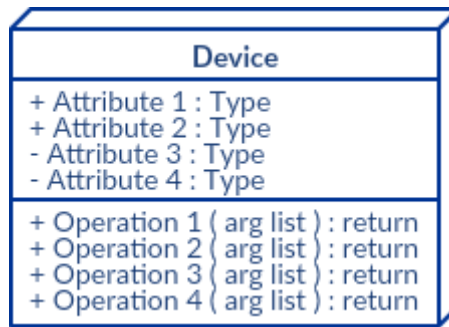 Device
+ Attribute 1 : Type
+ Attribute 2 : Type
- Attribute 3 : Type
- Attribute 4 : Type
+ Operation 1 ( arg list ) : return
+ Operation 2 ( arg list ) : return
+ Operation 3 ( arg list ) : return
+ Operation 4 ( arg list ) : return